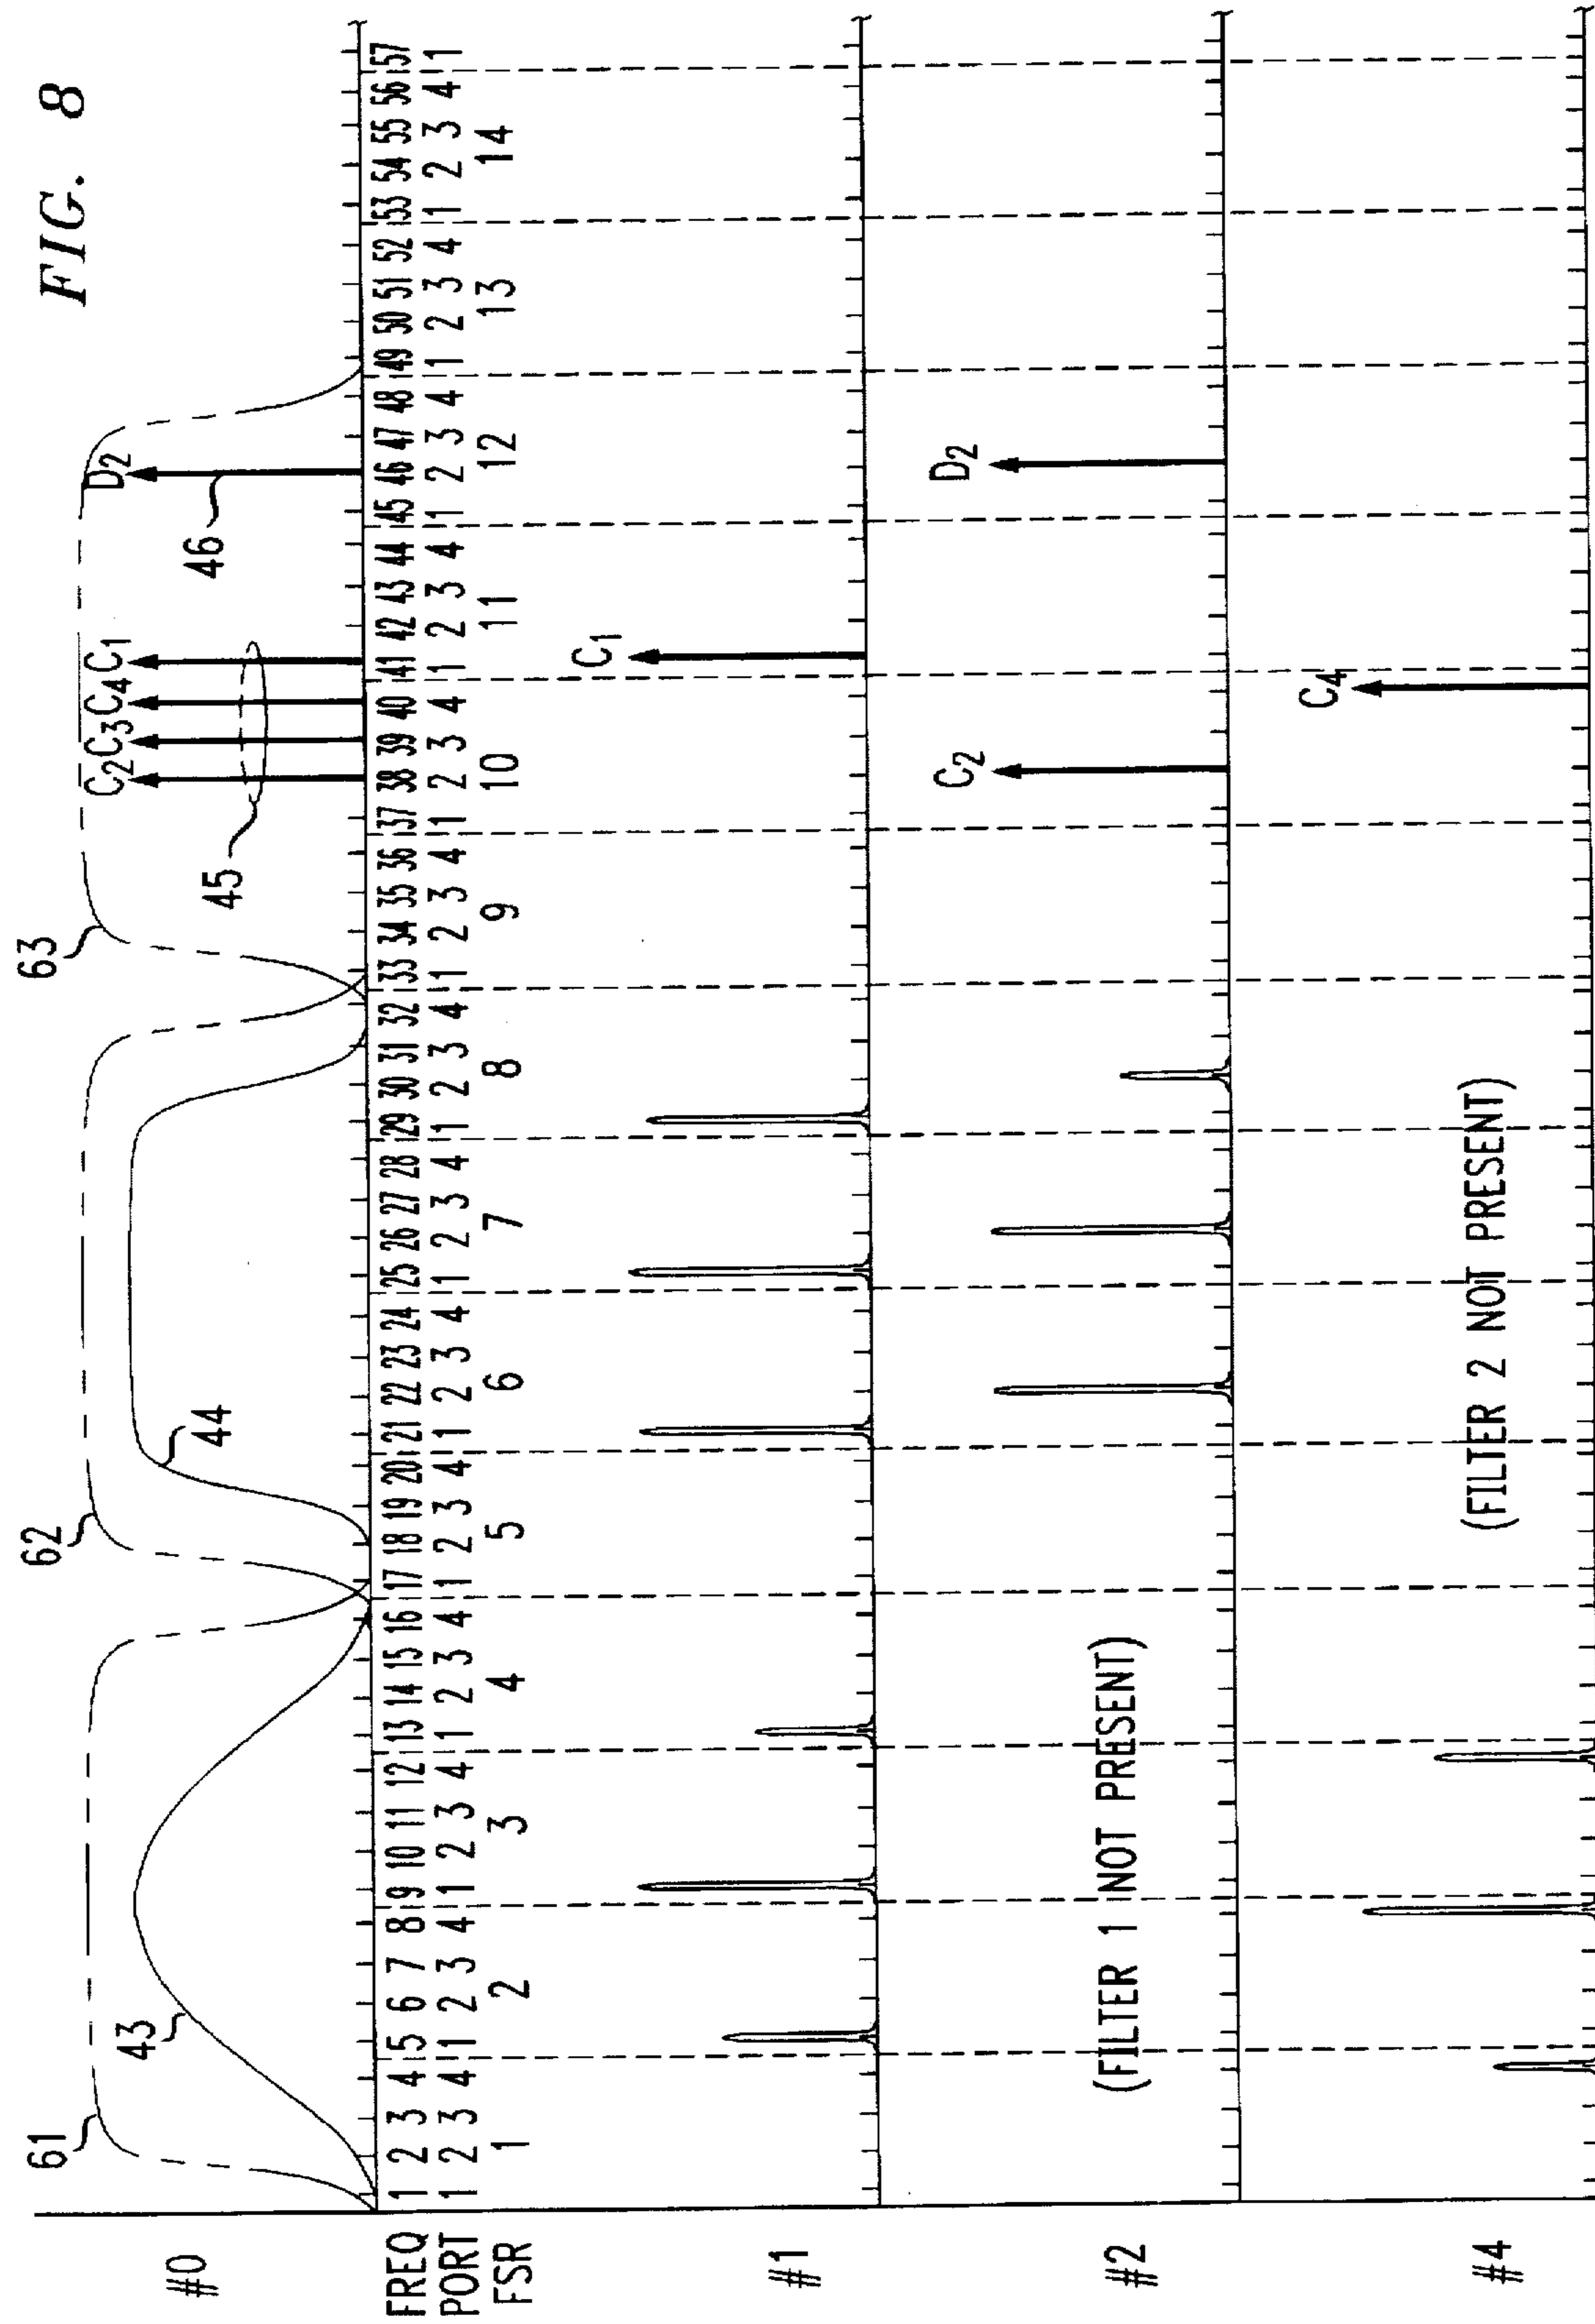 FIG. 8
61
62
63
43
44
45
46
C2 C3 C4 C1
D2
#0
FREQ 1 2 3 4 5 6 7 8 9 10 11 12 13 14 15 16 17 18 19 20 21 22 23 24 25 26 27 28 29 30 31 32 33 34 35 36 37 38 39 40 41 42 43 44 45 46 47 48 49 50 51 52 53 54 55 56 57
PORT 1 2 3 4 1 2 3 4 1 2 3 4 1 2 3 4 1 2 3 4 1 2 3 4 1 2 3 4 1 2 3 4 1 2 3 4 1 2 3 4 1 2 3 4 1 2 3 4 1 2 3 4 1 2 3 4 1
FSR 1 2 3 4 5 6 7 8 9 10 11 12 13 14
#1
C1
#2
(FILTER 1 NOT PRESENT)
C2
D2
#4
(FILTER 2 NOT PRESENT)
C4